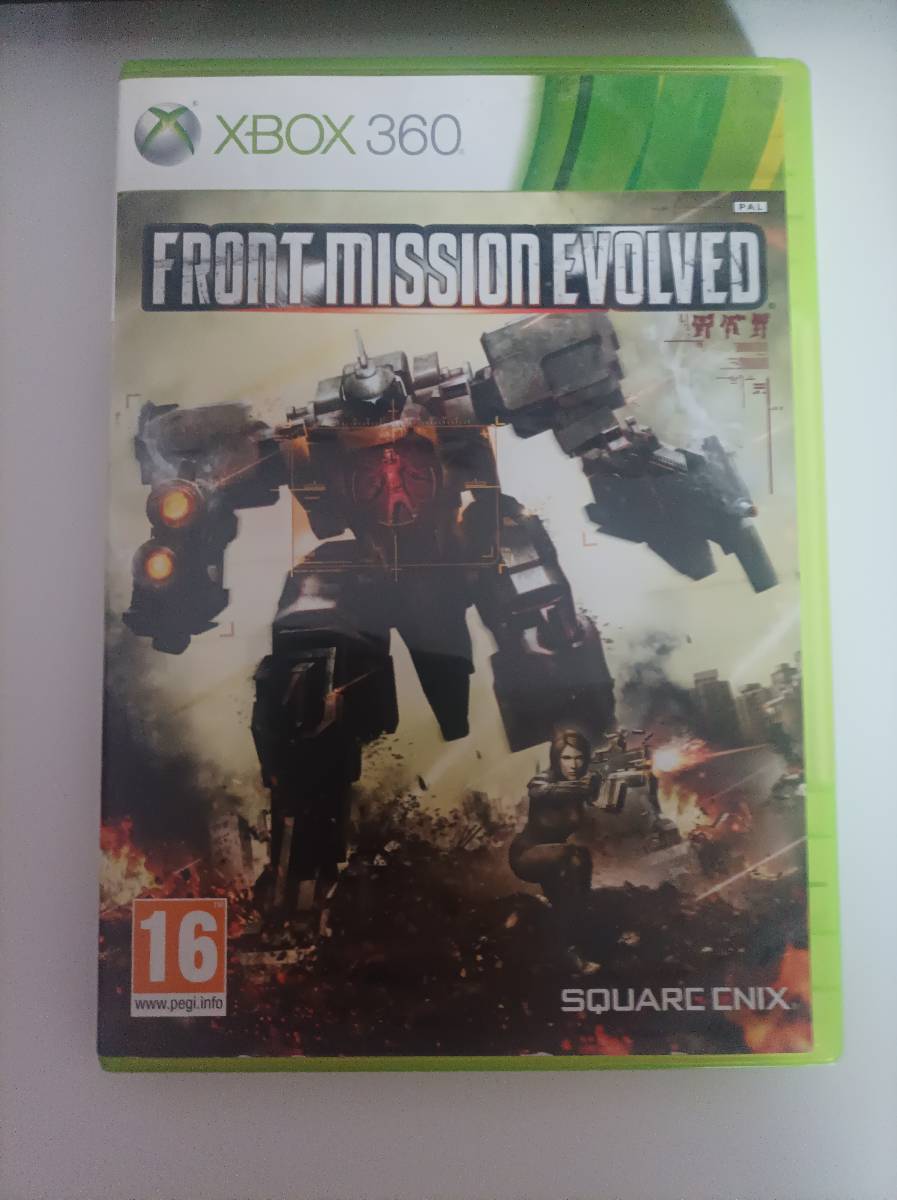 XBOX 360
PAL
FRONT MISSION EVOLVED
16
www.pegi.info
SQUARE ENIX